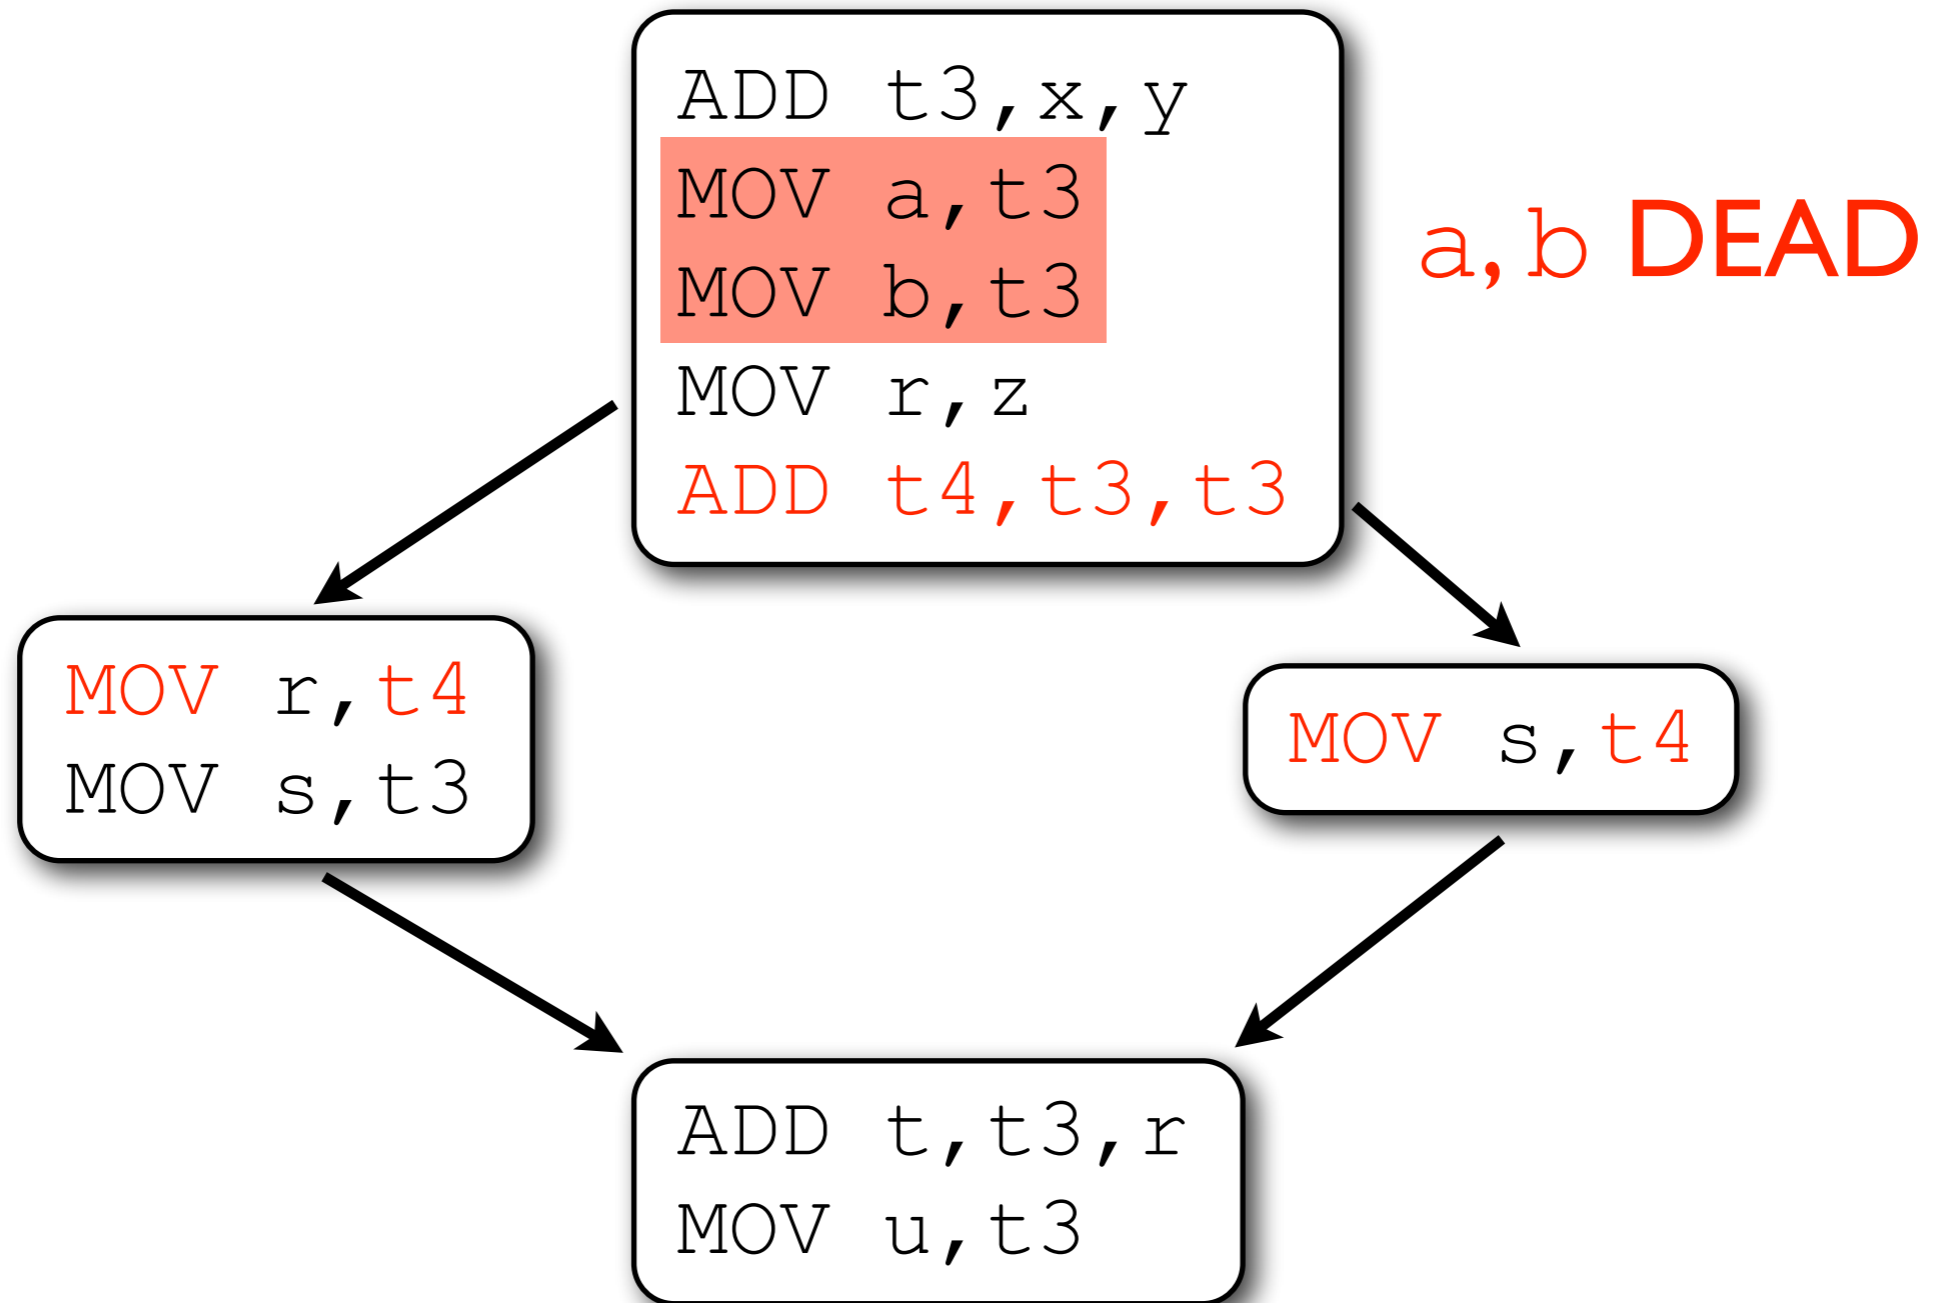 ADD t3,x,y
MOV a,t3
MOV b,t3
MOV r,z
ADD t4,t3,t3
a,b DEAD
MOV r,t4
MOV s,t3
MOV s,t4
ADD t,t3,r
MOV u,t3